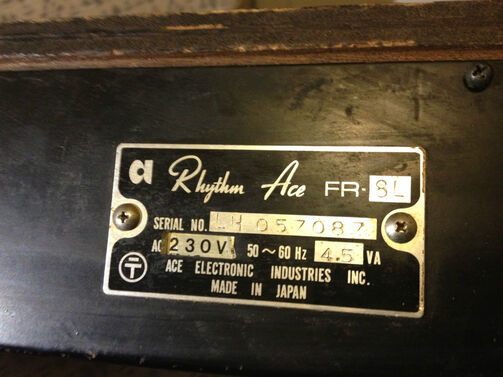 a Rhythm Ace FR-8L
SERIAL NO. LH 057087
AC 230V 50~60 Hz 4.5 VA
ACE ELECTRONIC INDUSTRIES INC.
MADE IN JAPAN